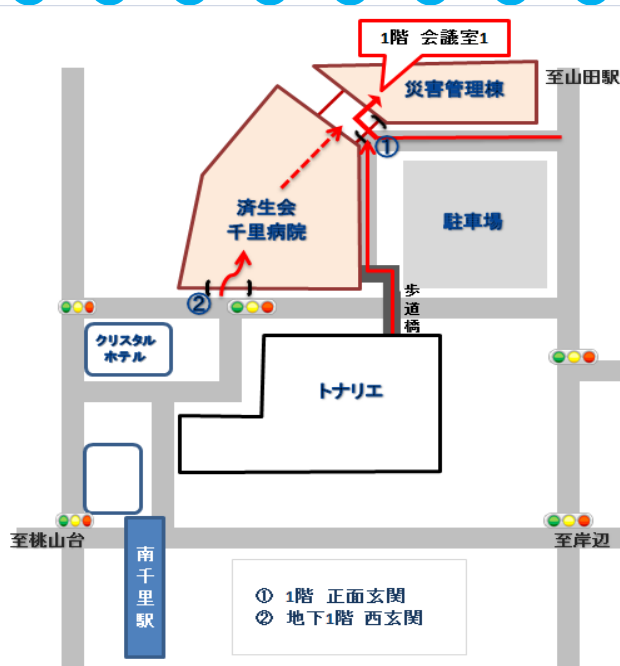 1階 会議室1
災害管理棟
至山田駅
①
済生会
千里病院
駐車場
②
歩道橋
クリスタル
ホテル
トナリエ
至桃山台
南千里駅
至岸辺
① 1階 正面玄関
② 地下1階 西玄関